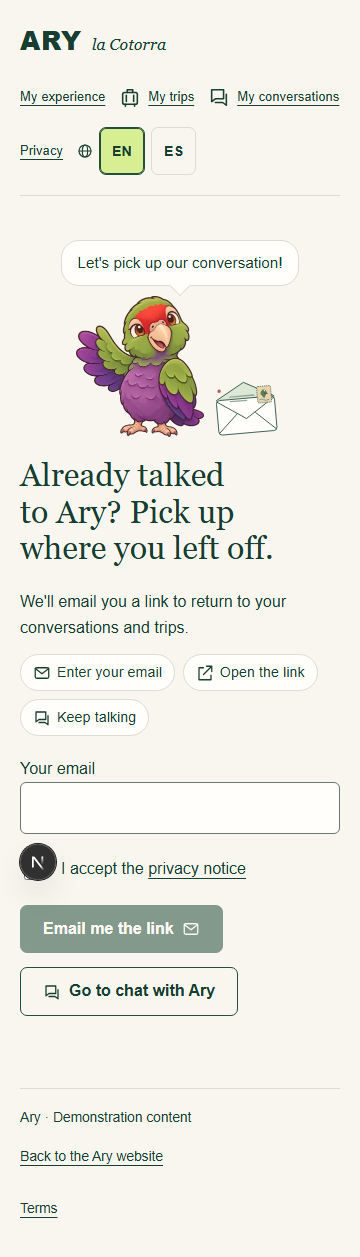 ARY la Cotorra
My experience My trips My conversations
Privacy EN ES
Let's pick up our conversation!
Already talked
to Ary? Pick up
where you left off.
We'll email you a link to return to your
conversations and trips.
Enter your email Open the link
Keep talking
Your email
N I accept the privacy notice
Email me the link
Go to chat with Ary
Ary · Demonstration content
Back to the Ary website
Terms